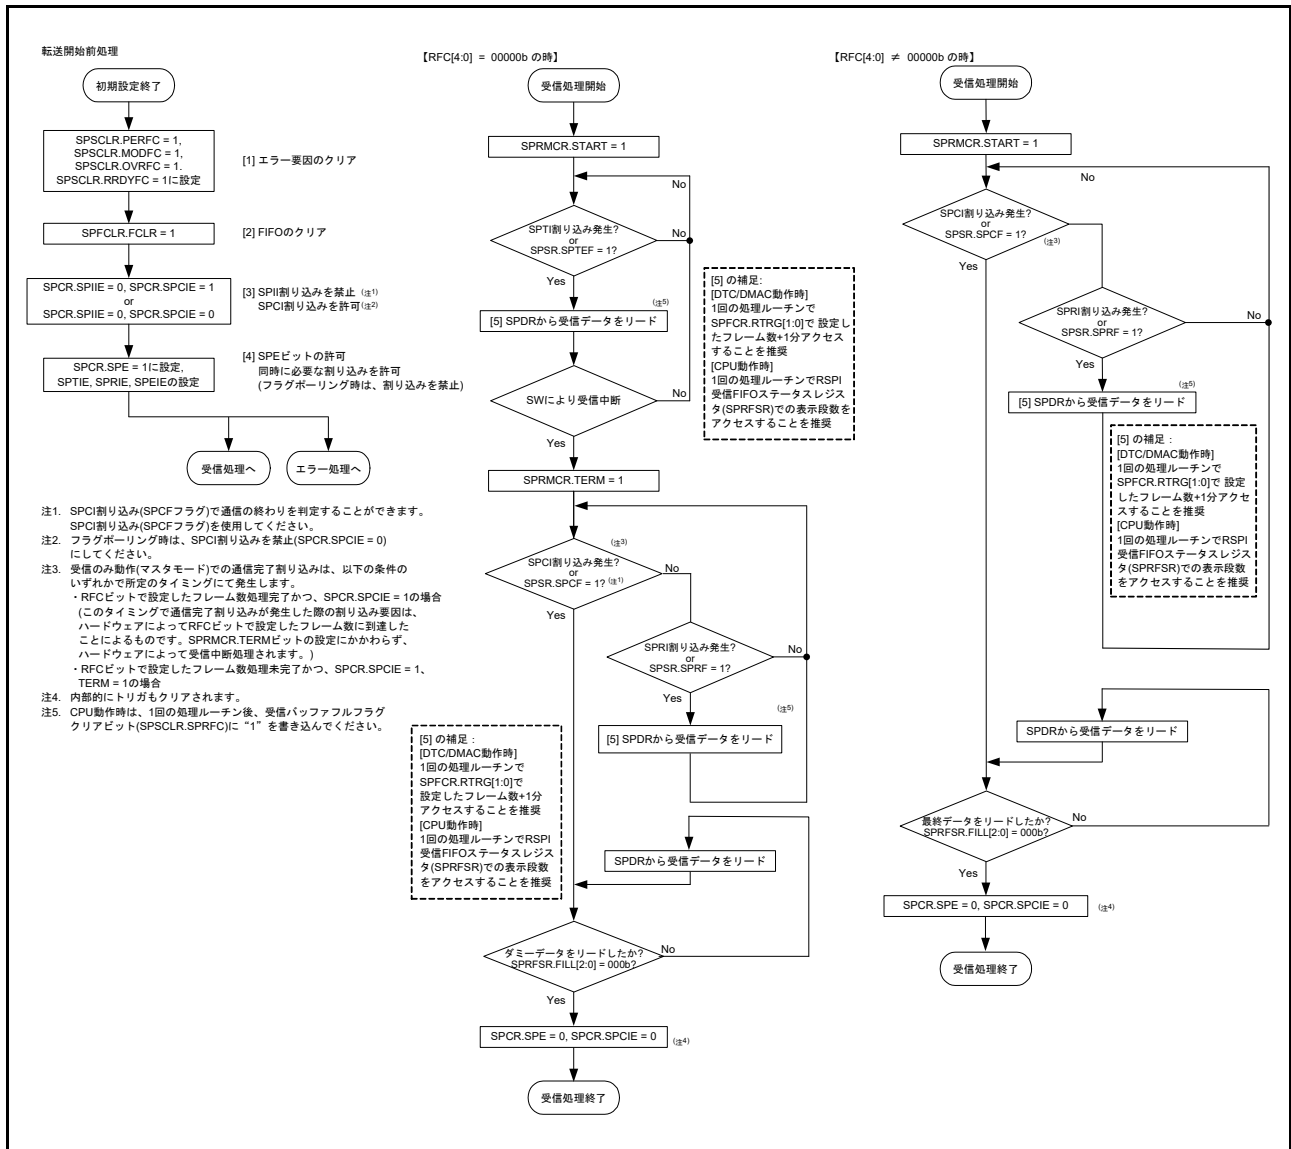 転送開始前処理
初期設定終了
SPSCLR.PERFC = 1,
SPSCLR.MODFC = 1,
SPSCLR.OVRFC = 1.
SPSCLR.RRDYFC = 1に設定
[1] エラー要因のクリア
SPFCLR.FCLR = 1
[2] FIFOのクリア
SPCR.SPIIE = 0, SPCR.SPCIE = 1
or
SPCR.SPIIE = 0, SPCR.SPCIE = 0
[3] SPII割り込みを禁止 (注1)
SPCI割り込みを許可(注2)
SPCR.SPE = 1に設定,
SPTIE, SPRIE, SPEIEの設定
[4] SPEビットの許可
同時に必要な割り込みを許可
(フラグポーリング時は、割り込みを禁止)
受信処理へ
エラー処理へ
注1. SPCI割り込み(SPCFフラグ)で通信の終わりを判定することができます。
SPCI割り込み(SPCFフラグ)を使用してください。
注2. フラグポーリング時は、SPCI割り込みを禁止(SPCR.SPCIE = 0)
にしてください。
注3. 受信のみ動作(マスタモード)での通信完了割り込みは、以下の条件の
いずれかで所定のタイミングにて発生します。
・RFCビットで設定したフレーム数処理完了かつ、SPCR.SPCIE = 1の場合
(このタイミングで通信完了割り込みが発生した際の割り込み要因は、
ハードウェアによってRFCビットで設定したフレーム数に到達した
ことによるものです。SPRMCR.TERMビットの設定にかかわらず、
ハードウェアによって受信中断処理されます。)
・RFCビットで設定したフレーム数処理未完了かつ、SPCR.SPCIE = 1、
TERM = 1の場合
注4. 内部的にトリガもクリアされます。
注5. CPU動作時は、1回の処理ルーチン後、受信バッファフルフラグ
クリアビット(SPSCLR.SPRFC)に“1”を書き込んでください。
【RFC[4:0] = 00000b の時】
受信処理開始
SPRMCR.START = 1
No
SPTI割り込み発生?
or
SPSR.SPTEF = 1?
No
Yes
(注5)
[5] SPDRから受信データをリード
SWにより受信中断
No
Yes
[5] の補足:
[DTC/DMAC動作時]
1回の処理ルーチンで
SPFCR.RTRG[1:0]で 設定し
たフレーム数+1分アクセス
することを推奨
[CPU動作時]
1回の処理ルーチンでRSPI
受信FIFOステータスレジス
タ(SPRFSR)での表示段数を
アクセスすることを推奨
SPRMCR.TERM = 1
(注3)
SPCI割り込み発生?
or
SPSR.SPCF = 1? (注1)
No
Yes
SPRI割り込み発生?
or
SPSR.SPRF = 1?
No
Yes
(注5)
[5] SPDRから受信データをリード
[5] の補足 :
[DTC/DMAC動作時]
1回の処理ルーチンで
SPFCR.RTRG[1:0]で
設定したフレーム数+1分
アクセスすることを推奨
[CPU動作時]
1回の処理ルーチンでRSPI
受信FIFOステータスレジス
タ(SPRFSR)での表示段数
をアクセスすることを推奨
SPDRから受信データをリード
ダミーデータをリードしたか?
SPRFSR.FILL[2:0] = 000b?
No
Yes
SPCR.SPE = 0, SPCR.SPCIE = 0
(注4)
受信処理終了
【RFC[4:0] ≠ 00000b の時】
受信処理開始
SPRMCR.START = 1
No
SPCI割り込み発生?
or
SPSR.SPCF = 1?
(注3)
Yes
SPRI割り込み発生?
or
SPSR.SPRF = 1?
No
Yes
(注5)
[5] SPDRから受信データをリード
[5] の補足 :
[DTC/DMAC動作時]
1回の処理ルーチンで
SPFCR.RTRG[1:0]で 設定
したフレーム数+1分アクセ
スすることを推奨
[CPU動作時]
1回の処理ルーチンでRSPI
受信FIFOステータスレジス
タ(SPRFSR)での表示段数
をアクセスすることを推奨
SPDRから受信データをリード
最終データをリードしたか?
SPRFSR.FILL[2:0] = 000b?
No
Yes
SPCR.SPE = 0, SPCR.SPCIE = 0
(注4)
受信処理終了